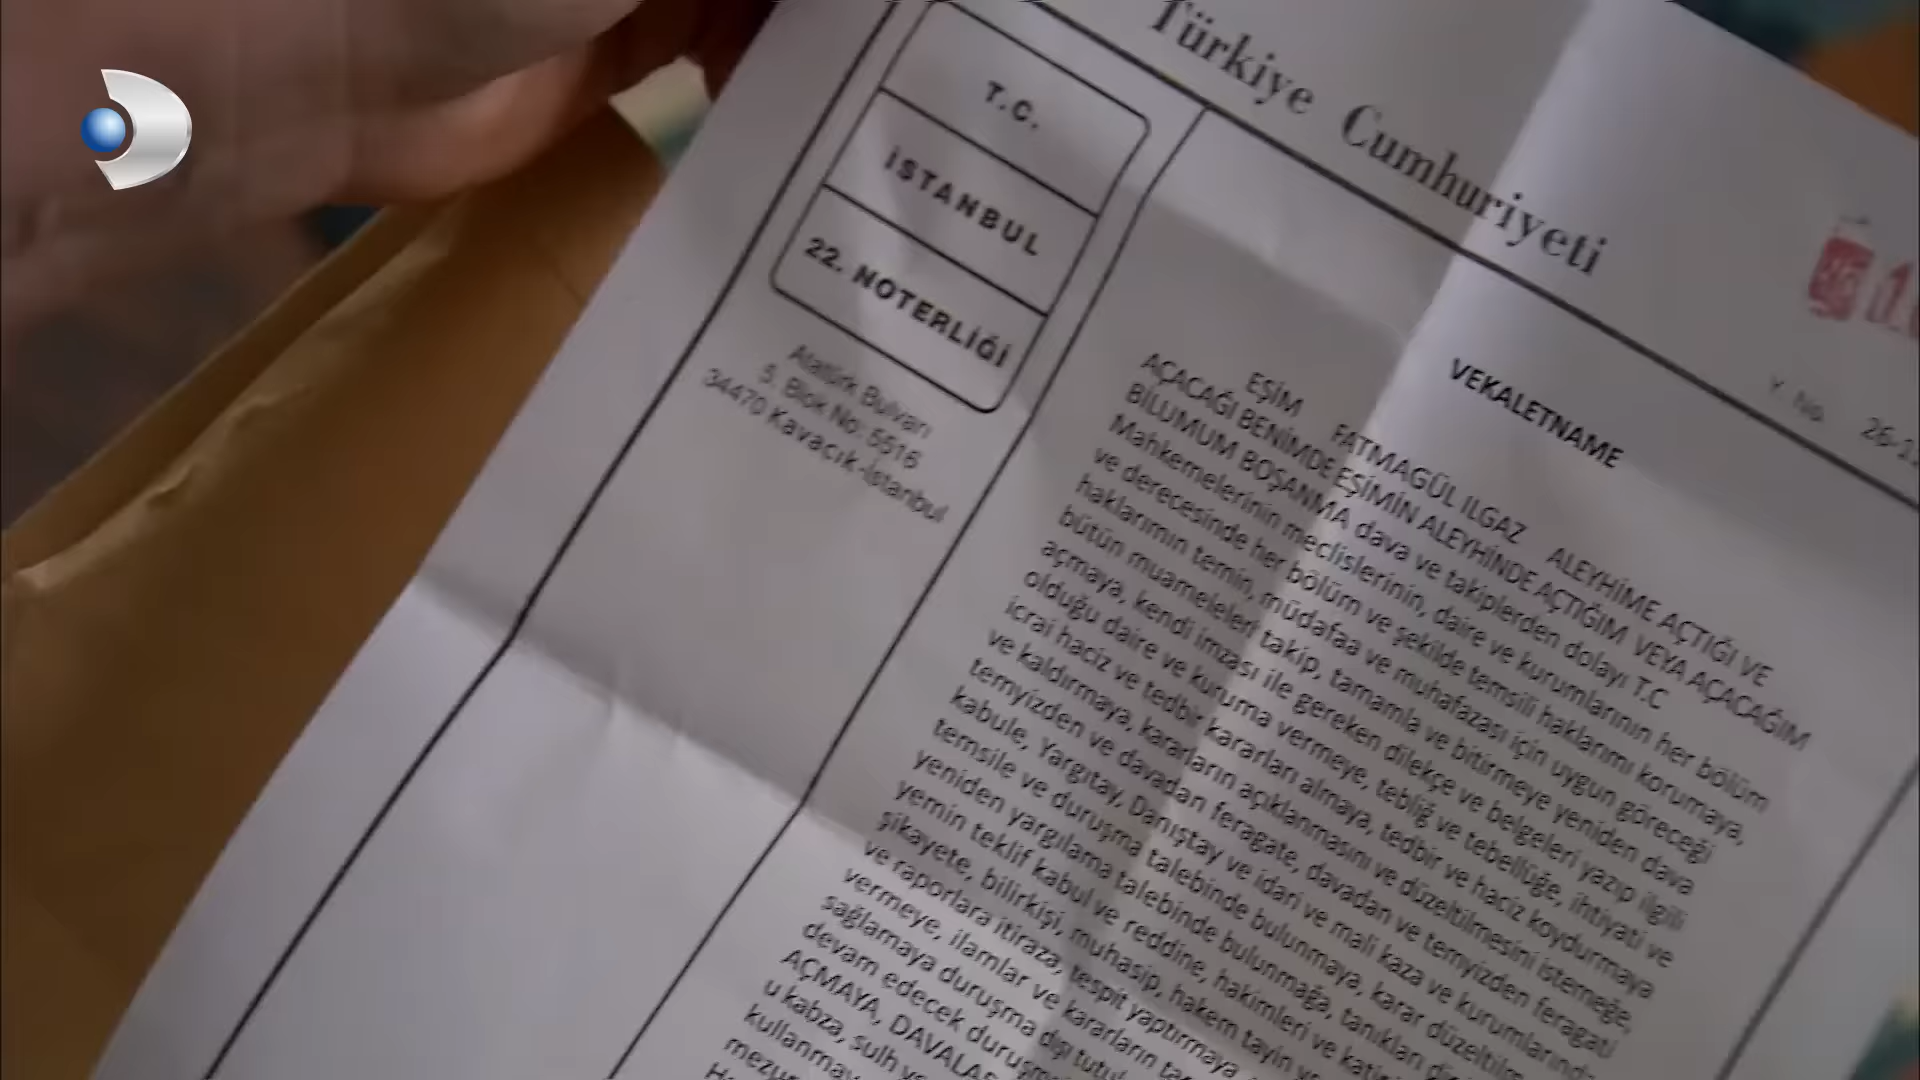 Türkiye Cumhuriyeti
T.C.
İSTANBUL
22. NOTERLİĞİ
Atatürk Bulvarı
5. Blok No: 5516
34470 Kavacık-İstanbul
Y. No
VEKALETNAME
EŞİM FATMAGÜL ILGAZ ALEYHİME AÇTIĞI VE
AÇACAĞI BENİMDE EŞİMİN ALEYHİNDE AÇTIĞIM VEYA AÇACAĞIM
BİLUMUM BOŞANMA dava ve takiplerden dolayı T.C
Mahkemelerinin meclislerinin, daire ve kurumlarının her bölüm
ve derecesinde her bölüm ve şekilde temsili haklarımı korumaya,
haklarımın temin, müdafaa ve muhafazası için uygun göreceği
bütün muameleleri takip, tamamla ve bitirmeye yeniden dava
açmaya, kendi imzası ile gereken dilekçe ve belgeleri yazıp ilgili
olduğu daire ve kuruma vermeye, tebliğ ve tebellüğe, ihtiyati ve
icrai haciz ve tedbir kararları almaya, tedbir ve haciz koydurmaya
ve kaldırmaya, kararların açıklanmasını ve düzeltilmesini istemeğe,
temyizden ve davadan feragate, davadan ve temyizden feragati
kabule, Yargıtay, Danıştay ve idari ve mali kaza ve kurumlarında
temsile ve duruşma talebinde bulunmaya, karar düzeltilm
yeniden yargılama talebinde bulunmağa, tanıkları
yemin teklif kabul ve reddine, hakimleri ve
şikayete, bilirkişi, muhasip, hakem tayin
ve raporlara itiraza, tespit yaptırmaya
vermeye, ilamlar ve kararların
sağlamaya duruşma dışı
devam edecek
AÇMAYA,
u kabza, sulh